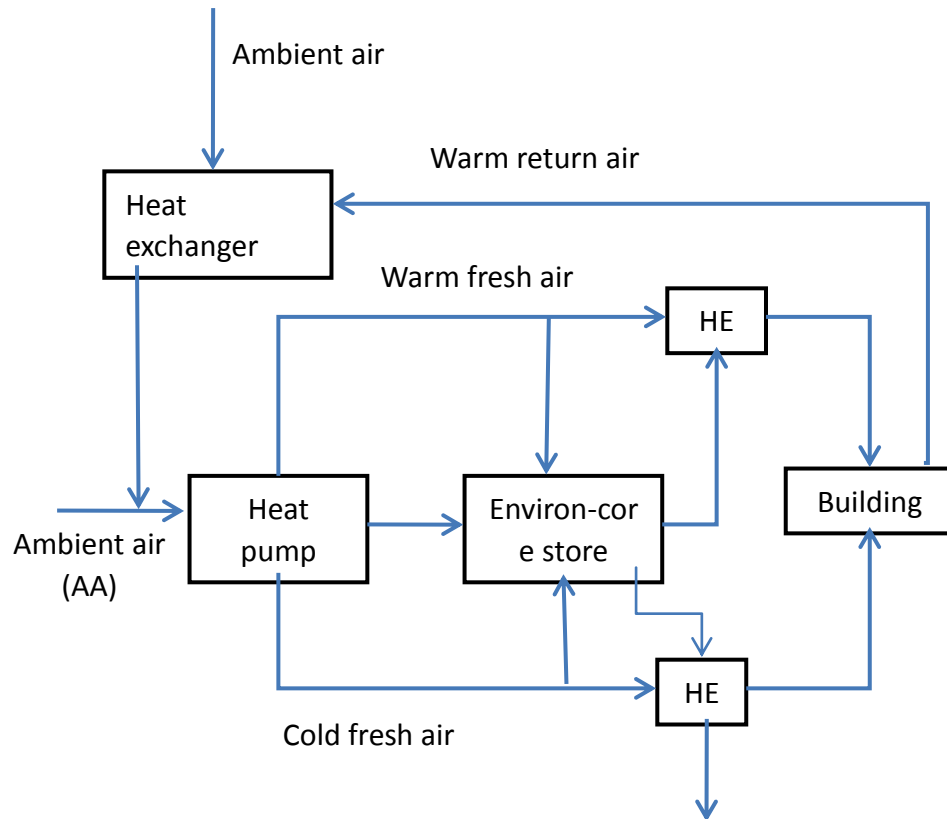 Ambient air
Warm return air
Heat
exchanger
Warm fresh air
HE
Heat
pump
Environ-cor
e store
Building
Ambient air
(AA)
HE
Cold fresh air